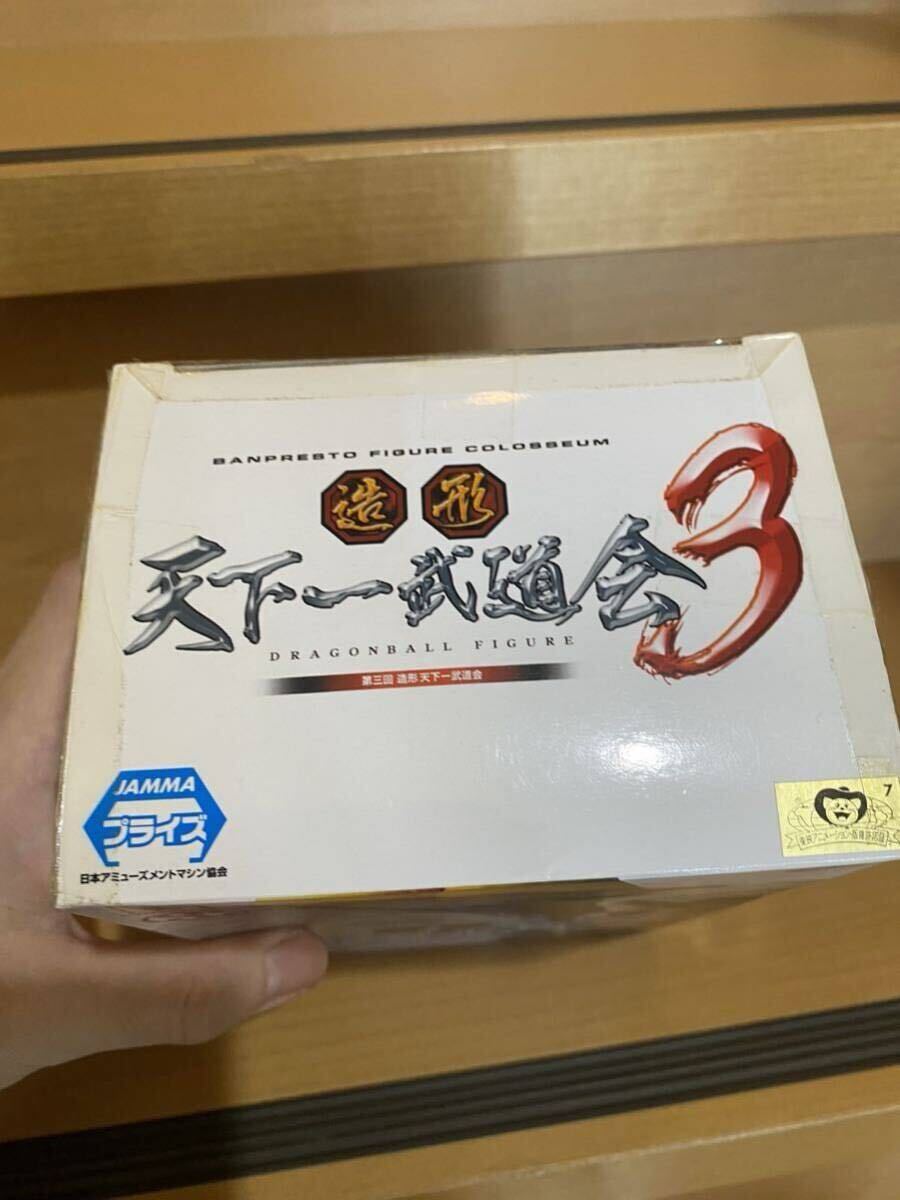 BANPRESTO FIGURE COLOSSEUM
造形
天下一武道会3
DRAGONBALL FIGURE
第三回 造形 天下一武道会
JAMMA
プライズ
日本アミューズメントマシン協会
7